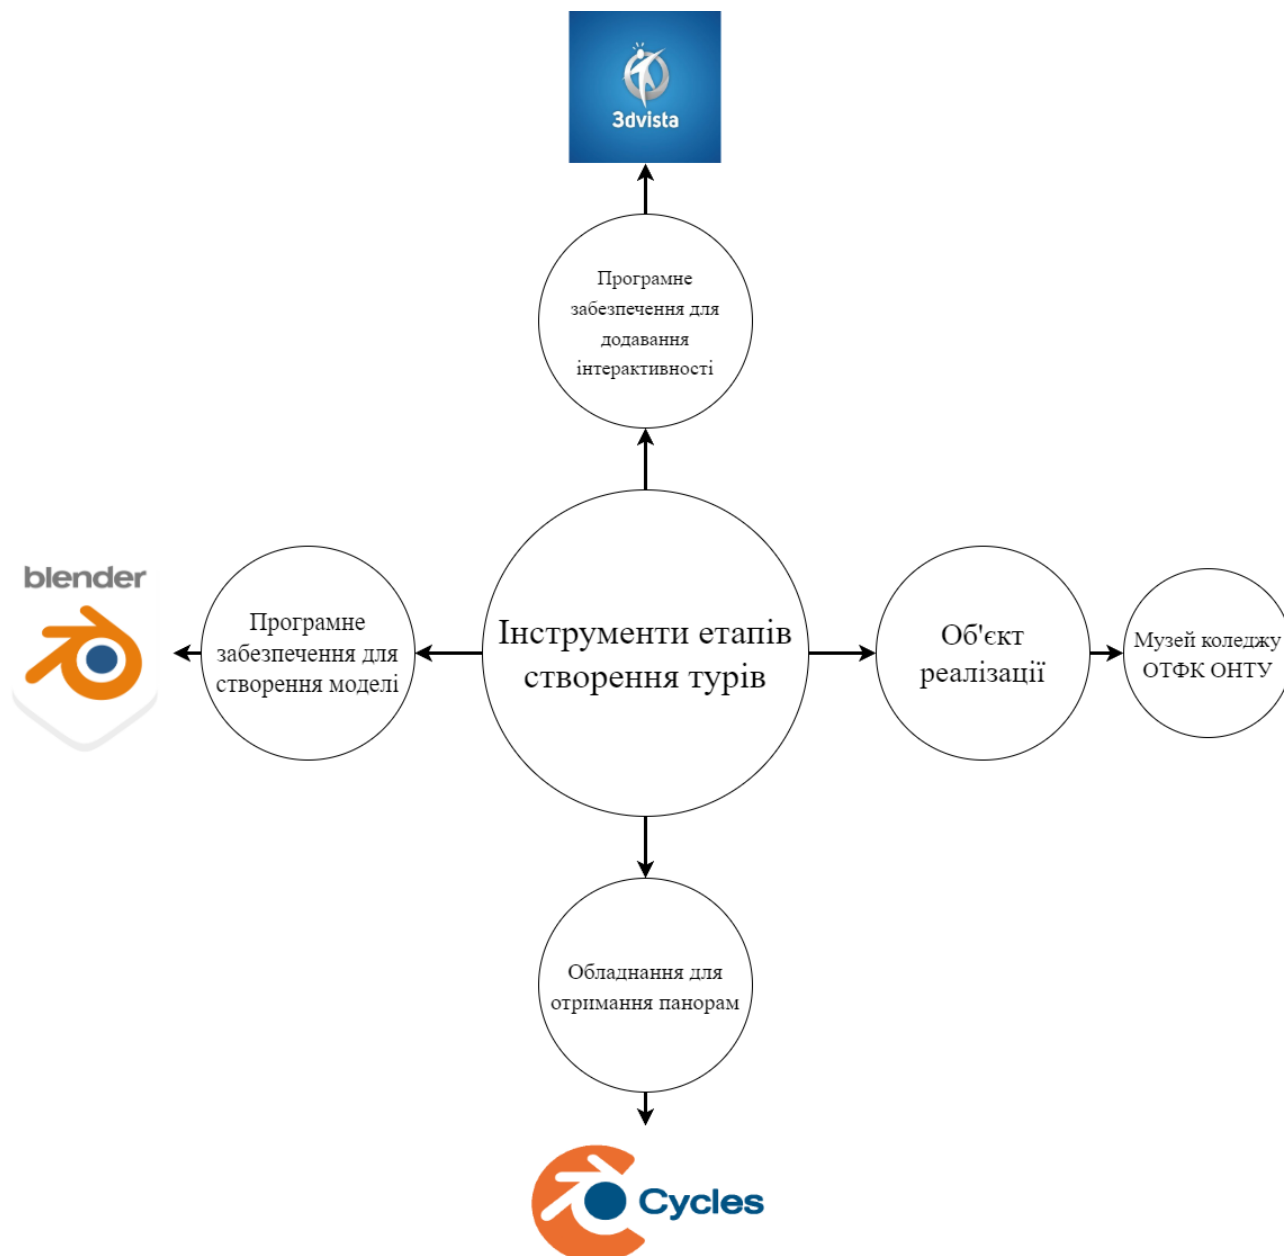 3dvista
Програмне
забезпечення для
додавання
інтерактивності
blender
Програмне
забезпечення для
створення моделі
Інструменти етапів
створення турів
Об'єкт
реалізації
Музей коледжу
ОТФК ОНТУ
Обладнання для
отримання панорам
Cycles